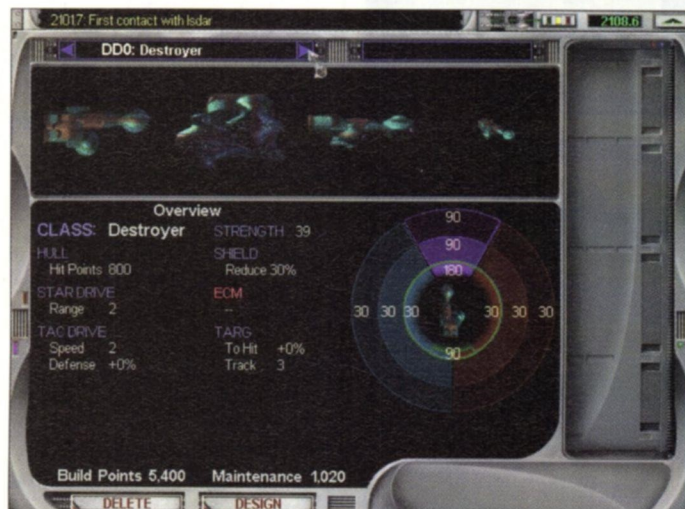 21017: First contact with Isdar
2108.6
DD0: Destroyer
Overview
CLASS: Destroyer
STRENGTH 39
HULL
Hit Points 800
SHIELD
Reduce 30%
STAR DRIVE
Range 2
ECM
--
TAC DRIVE
Speed 2
Defense +0%
TARG
To Hit +0%
Track 3
90
90
180
30 30 30
30 30 30
90
Build Points 5,400
Maintenance 1,020
DELETE
DESIGN